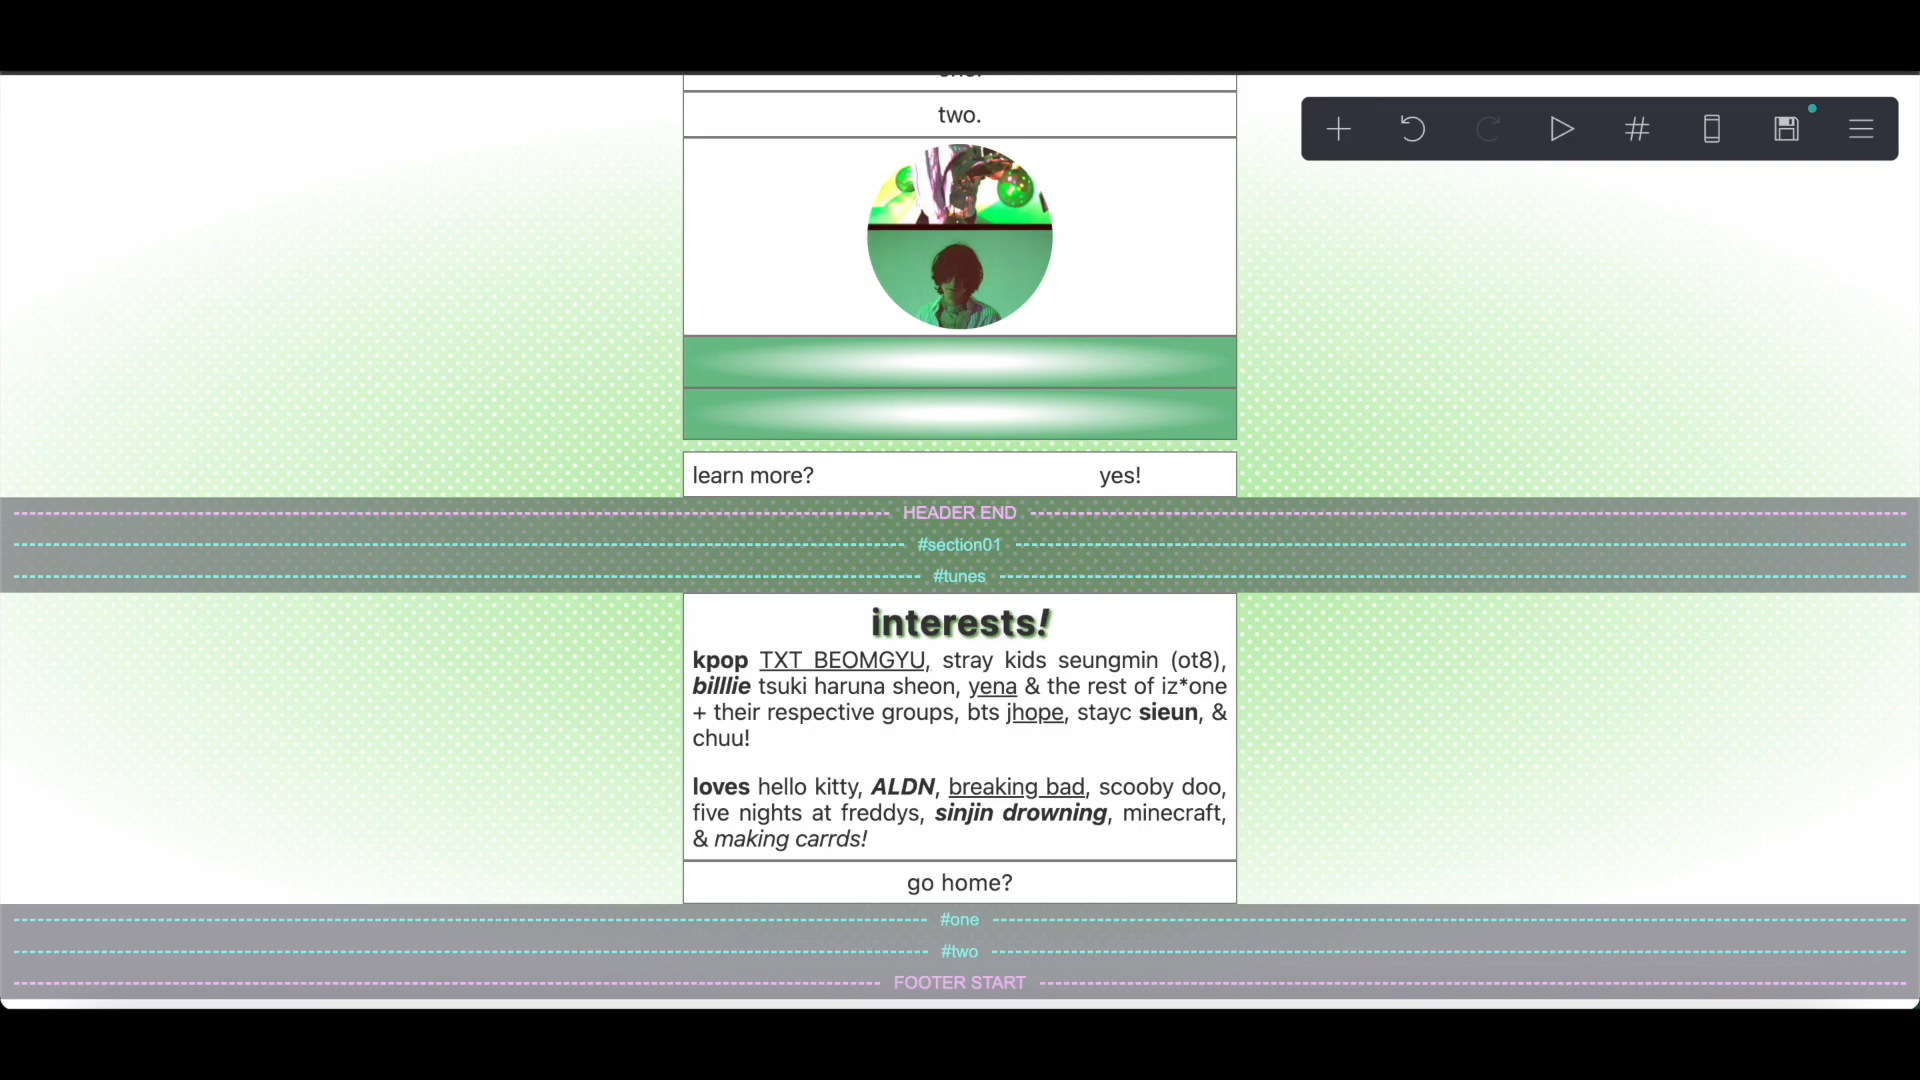 one.
two.
learn more? yes!
HEADER END
#section01
#tunes
interests!
kpop TXT BEOMGYU, stray kids seungmin (ot8),
billlie tsuki haruna sheon, yena & the rest of iz*one
+ their respective groups, bts jhope, stayc sieun, &
chuu!
loves hello kitty, ALDN, breaking bad, scooby doo,
five nights at freddys, sinjin drowning, minecraft,
& making carrds!
go home?
#one
#two
FOOTER START